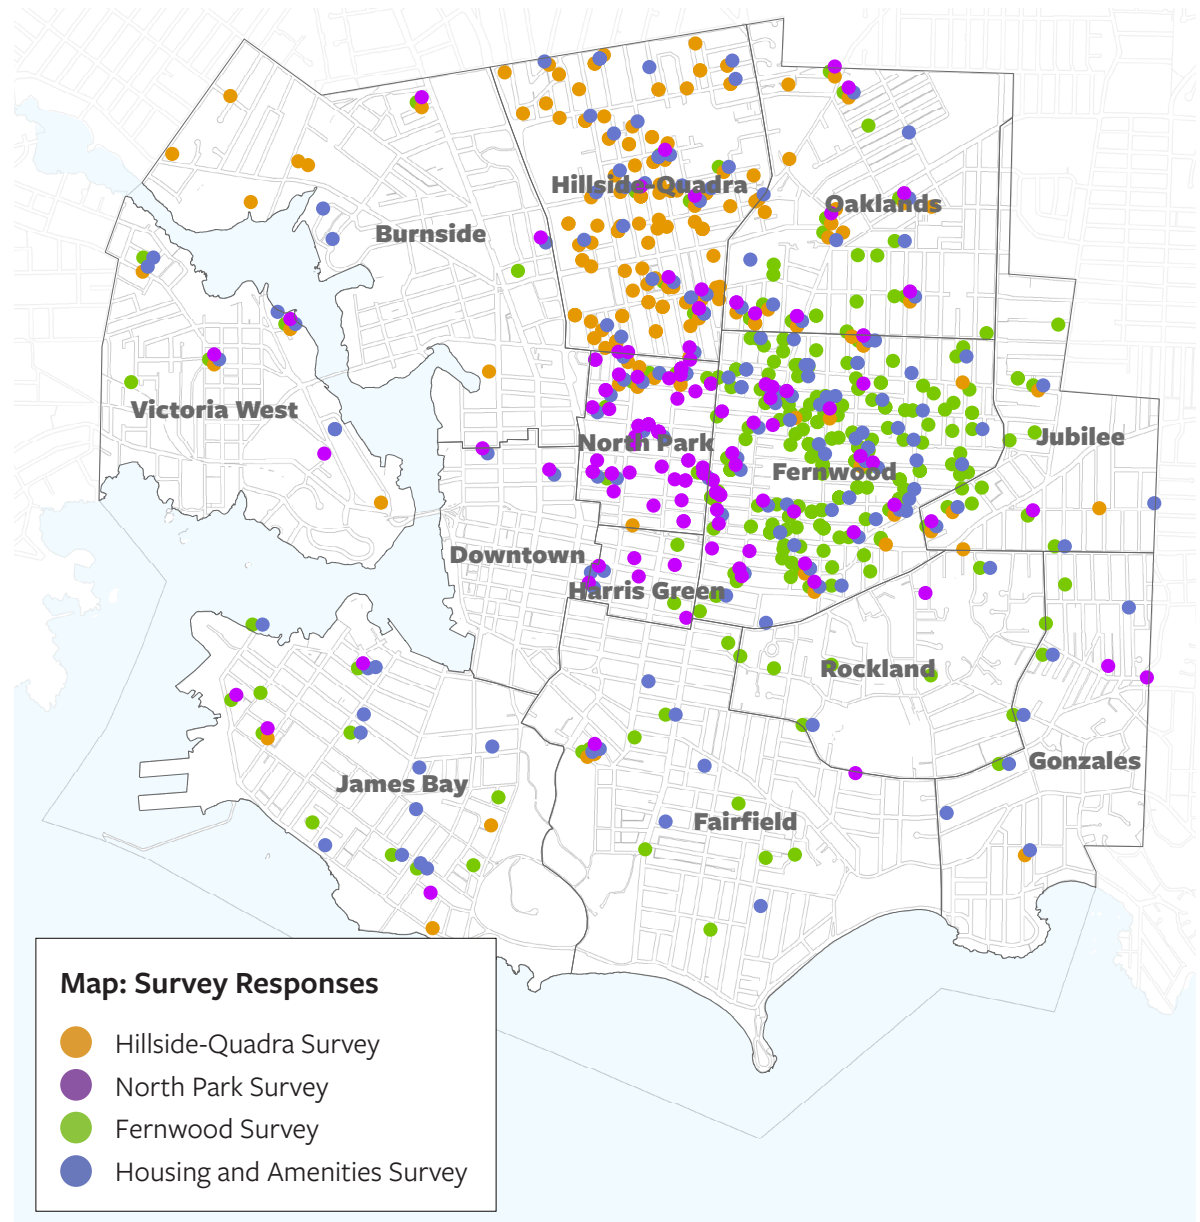 Hillside-Quadra
Oaklands
Burnside
Victoria West
North Park
Jubilee
Fernwood
Downtown
Harris Green
Rockland
Gonzales
James Bay
Fairfield
Map: Survey Responses
Hillside-Quadra Survey
North Park Survey
Fernwood Survey
Housing and Amenities Survey